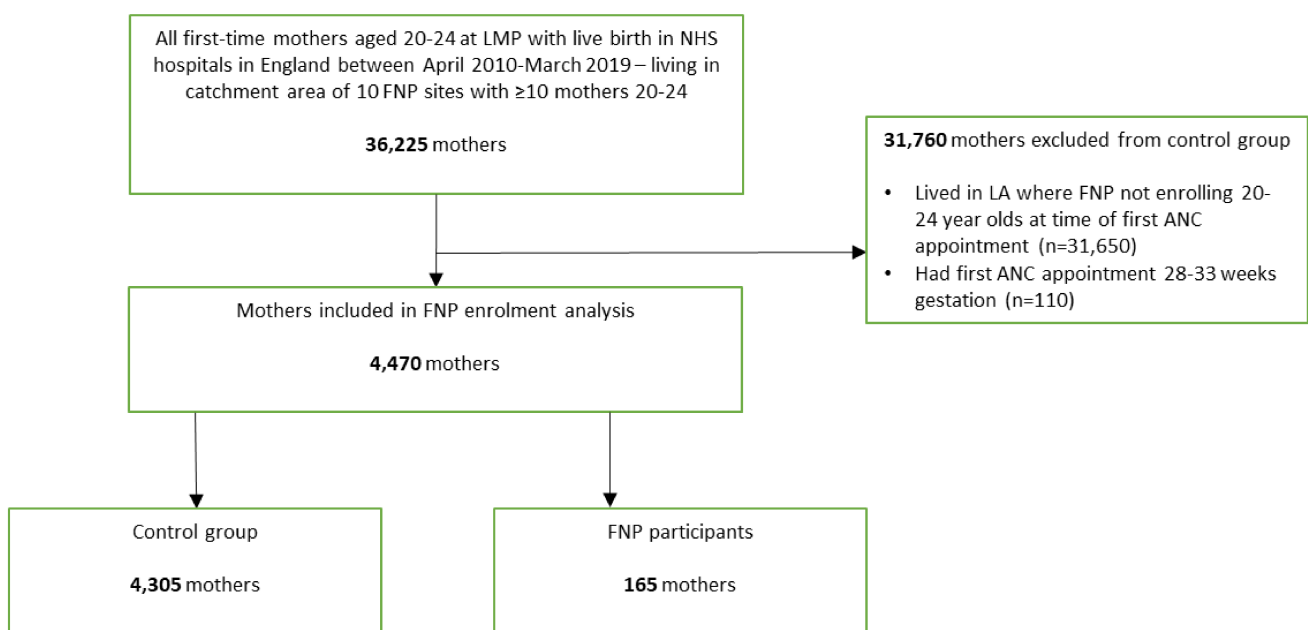 All first-time mothers aged 20-24 at LMP with live birth in NHS
hospitals in England between April 2010-March 2019 – living in
catchment area of 10 FNP sites with ≥10 mothers 20-24
36,225 mothers
31,760 mothers excluded from control group
• Lived in LA where FNP not enrolling 20-
24 year olds at time of first ANC
appointment (n=31,650)
• Had first ANC appointment 28-33 weeks
gestation (n=110)
Mothers included in FNP enrolment analysis
4,470 mothers
Control group
4,305 mothers
FNP participants
165 mothers